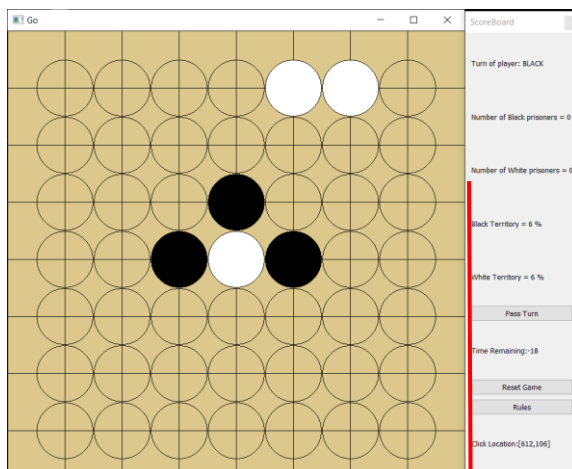 Go
ScoreBoard
Turn of player: BLACK
Number of Black prisoners = 0
Number of White prisoners = 0
Black Territory = 6 %
White Territory = 6 %
Pass Turn
Time Remaining:-18
Reset Game
Rules
Click Location:[612,106]